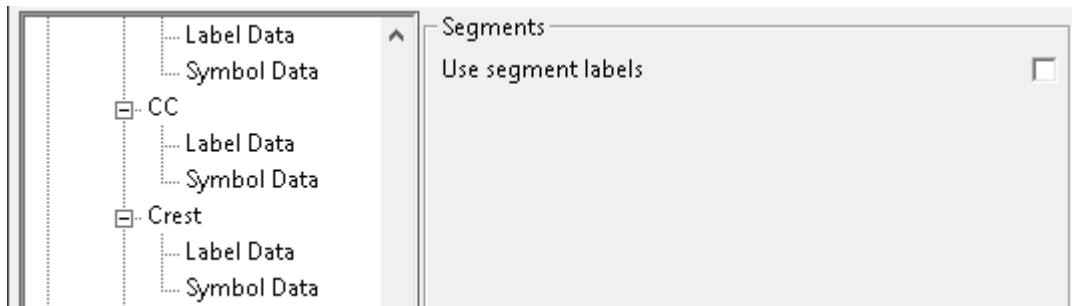 Label Data
Symbol Data
CC
Label Data
Symbol Data
Crest
Label Data
Symbol Data
Segments
Use segment labels